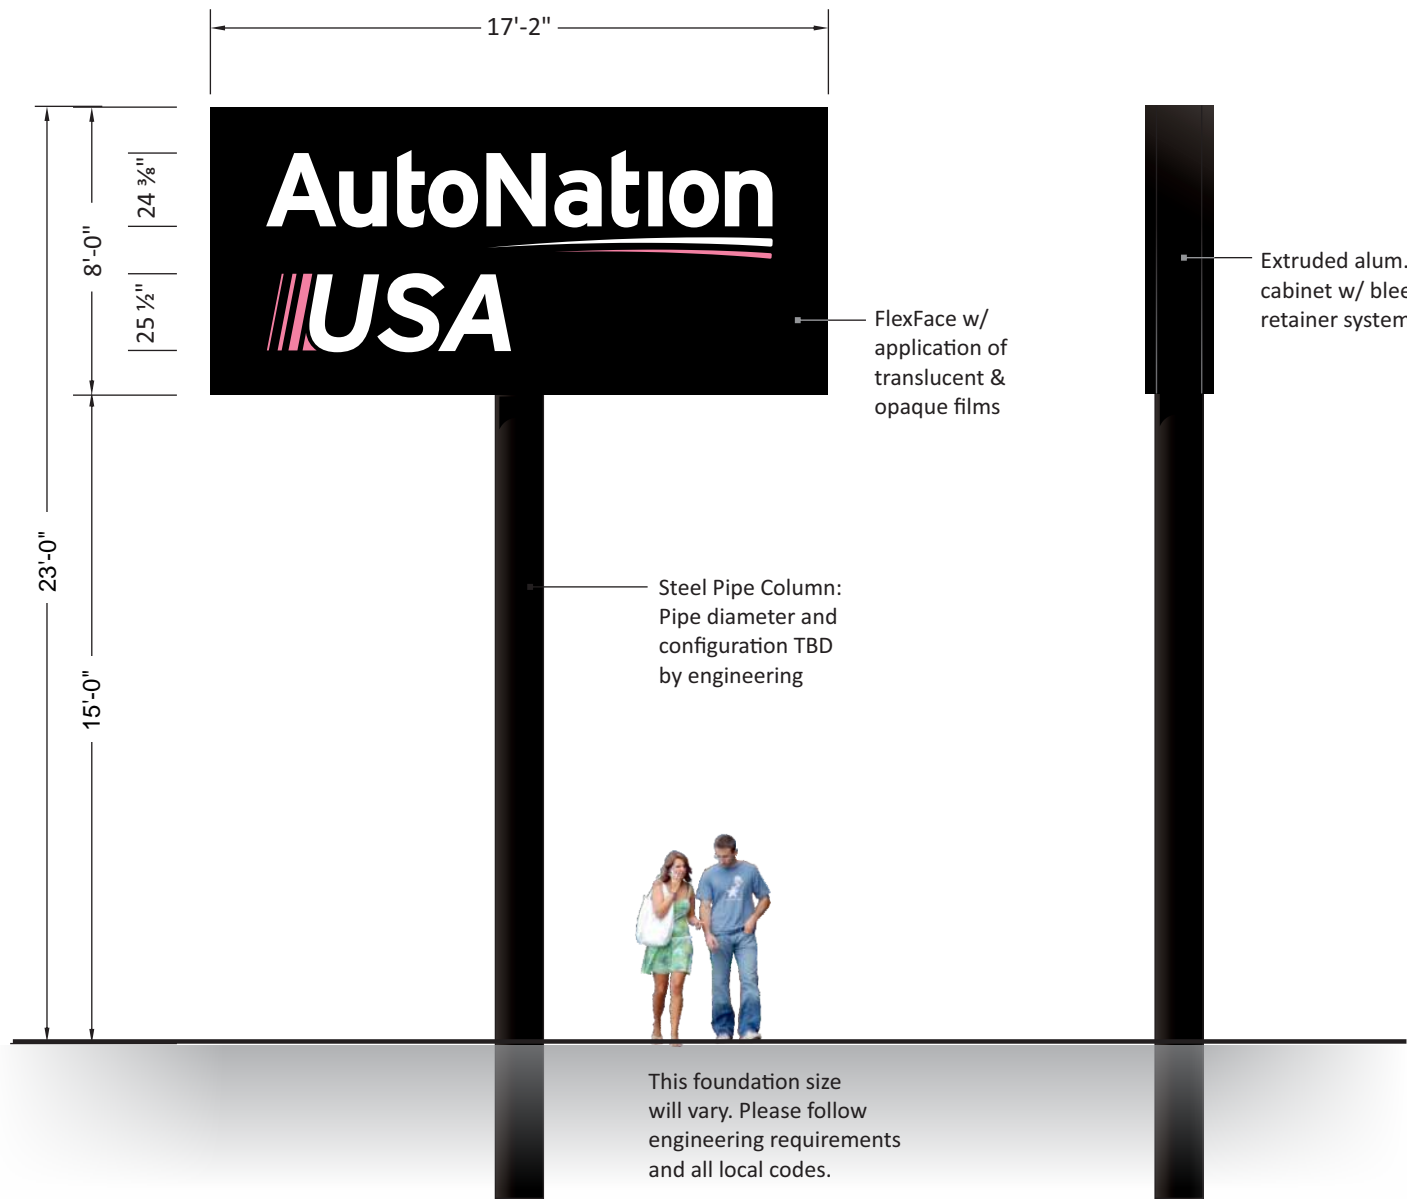 17'-2"
24 ⅜"
8'-0"
25 ½"
23'-0"
15'-0"
AutoNation
USA
FlexFace w/
application of
translucent &
opaque films
Extruded alum.
cabinet w/
retainer system
Steel Pipe Column:
Pipe diameter and
configuration TBD
by engineering
This foundation size
will vary. Please follow
engineering requirements
and all local codes.